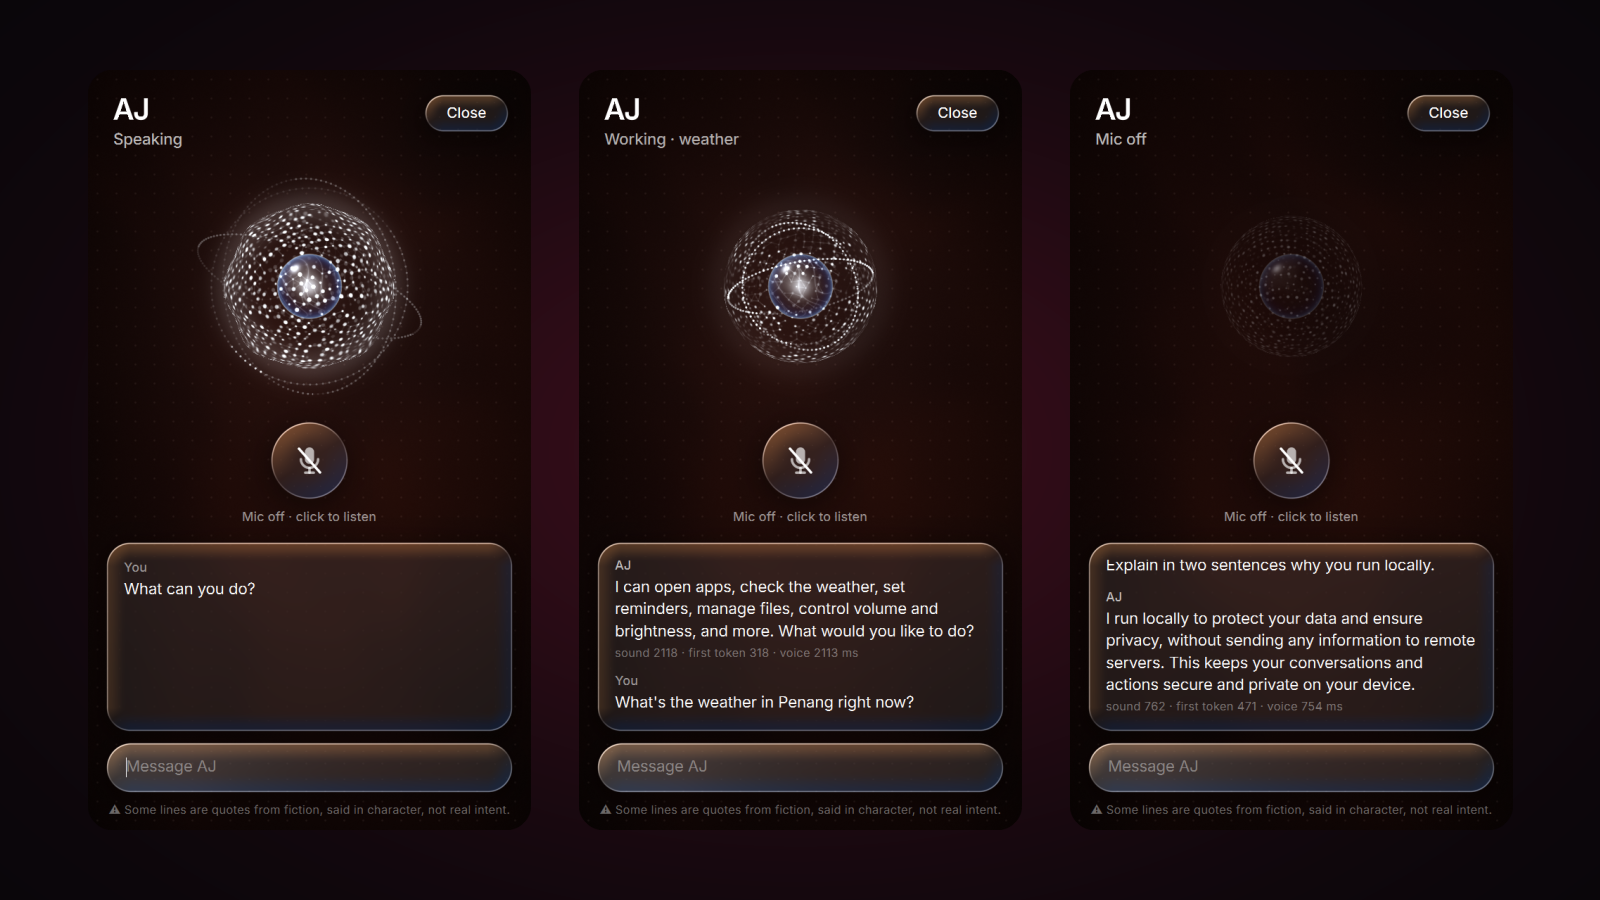 AJ
Speaking
Close
Mic off · click to listen
You
What can you do?
Message AJ
⚠ Some lines are quotes from fiction, said in character, not real intent.
AJ
Working · weather
Close
Mic off · click to listen
AJ
I can open apps, check the weather, set
reminders, manage files, control volume and
brightness, and more. What would you like to do?
sound 2118 · first token 318 · voice 2113 ms
You
What's the weather in Penang right now?
Message AJ
⚠ Some lines are quotes from fiction, said in character, not real intent.
AJ
Mic off
Close
Mic off · click to listen
Explain in two sentences why you run locally.
AJ
I run locally to protect your data and ensure
privacy, without sending any information to remote
servers. This keeps your conversations and
actions secure and private on your device.
sound 762 · first token 471 · voice 754 ms
Message AJ
⚠ Some lines are quotes from fiction, said in character, not real intent.